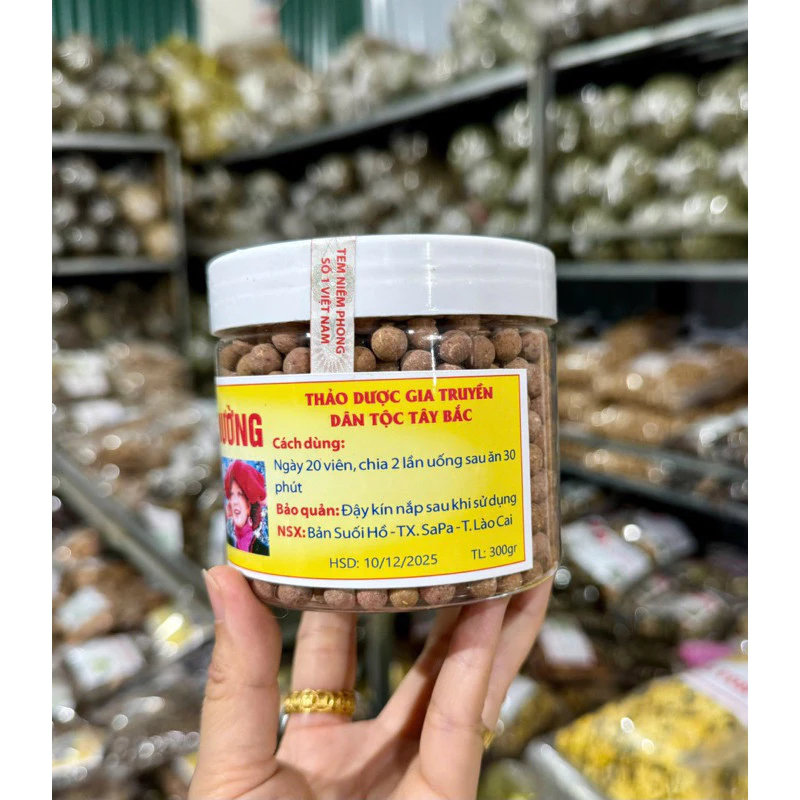 TEM NIÊM PHONG
SỐ 1 VIỆT NAM
THẢO DƯỢC GIA TRUYỀN
DÂN TỘC TÂY BẮC
Cách dùng:
Ngày 20 viên, chia 2 lần uống sau ăn 30
phút
Bảo quản: Đậy kín nắp sau khi sử dụng
NSX: Bản Suối Hồ -TX. SaPa -T. Lào Cai
HSD: 10/12/2025
TL: 300gr